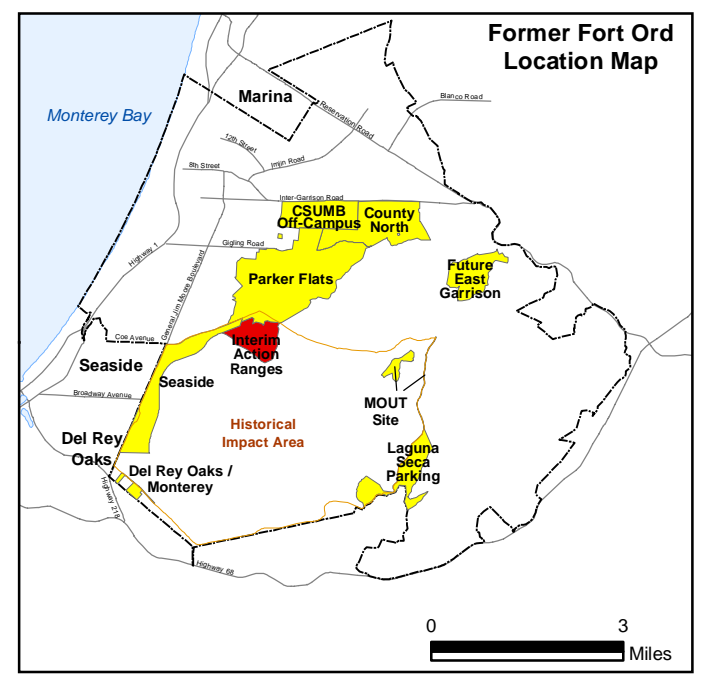 Former Fort Ord
Location Map
Marina
Monterey Bay
Blanco Road
Reservation Road
12th Street
Imjin Road
8th Street
Inter-Garrison Road
CSUMB
Off-Campus
County
North
Gigling Road
Highway 1
General Jim Moore Boulevard
Parker Flats
Future
East
Garrison
Coe Avenue
Interim
Action
Ranges
Seaside
Seaside
Broadway Avenue
MOUT
Site
Historical
Impact Area
Del Rey
Oaks
Laguna
Seca
Parking
Del Rey Oaks /
Monterey
Highway 218
Highway 68
0
3
Miles